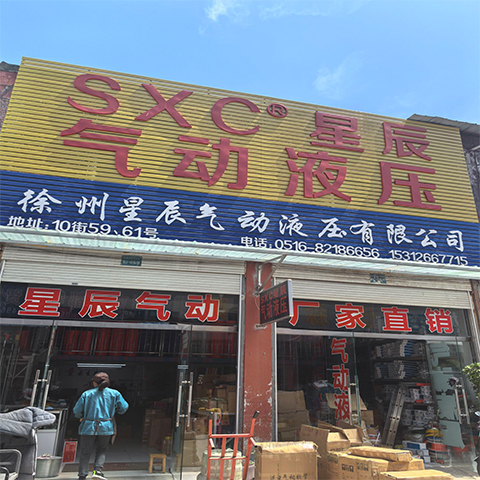 SXC® 星辰
气动液压
徐州星辰气动液压有限公司
地址:10街59、61号 电话:0516-82186656 15312667715
星辰气动 厂家直销
气动液